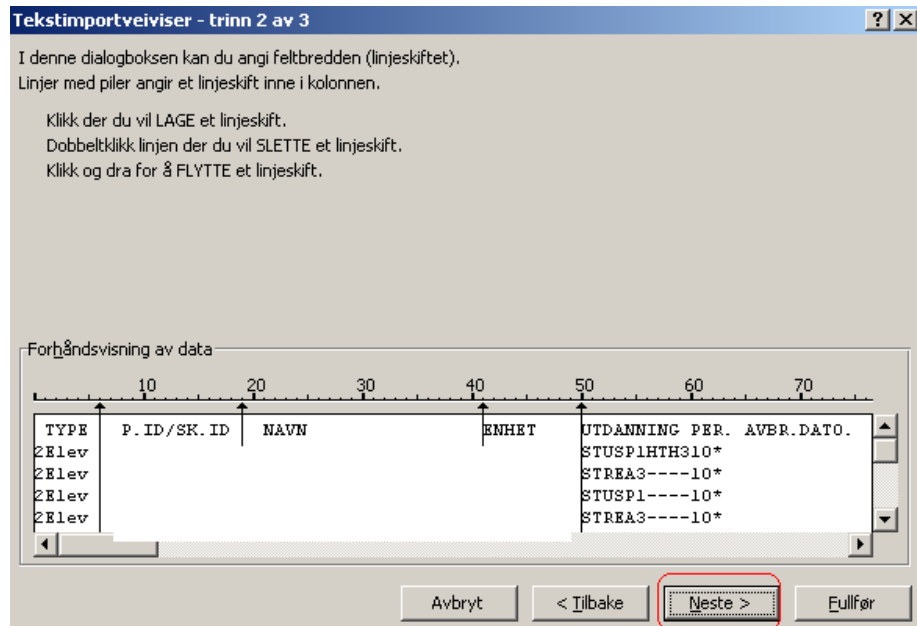 Tekstimportveiviser - trinn 2 av 3
I denne dialogboksen kan du angi feltbredden (linjeskiftet).
Linjer med piler angir et linjeskift inne i kolonnen.
Klikk der du vil LAGE et linjeskift.
Dobbeltklikk linjen der du vil SLETTE et linjeskift.
Klikk og dra for å FLYTTE et linjeskift.
Forhåndsvisning av data
10 20 30 40 50 60 70
TYPE P.ID/SK.ID NAVN ENHET UTDANNING PER. AVBR.DATO.
2Elev STUSP1HTH310*
2Elev STREA3----10*
2Elev STUSP1----10*
2Elev STREA3----10*
Avbryt < Tilbake Neste > Fullfør